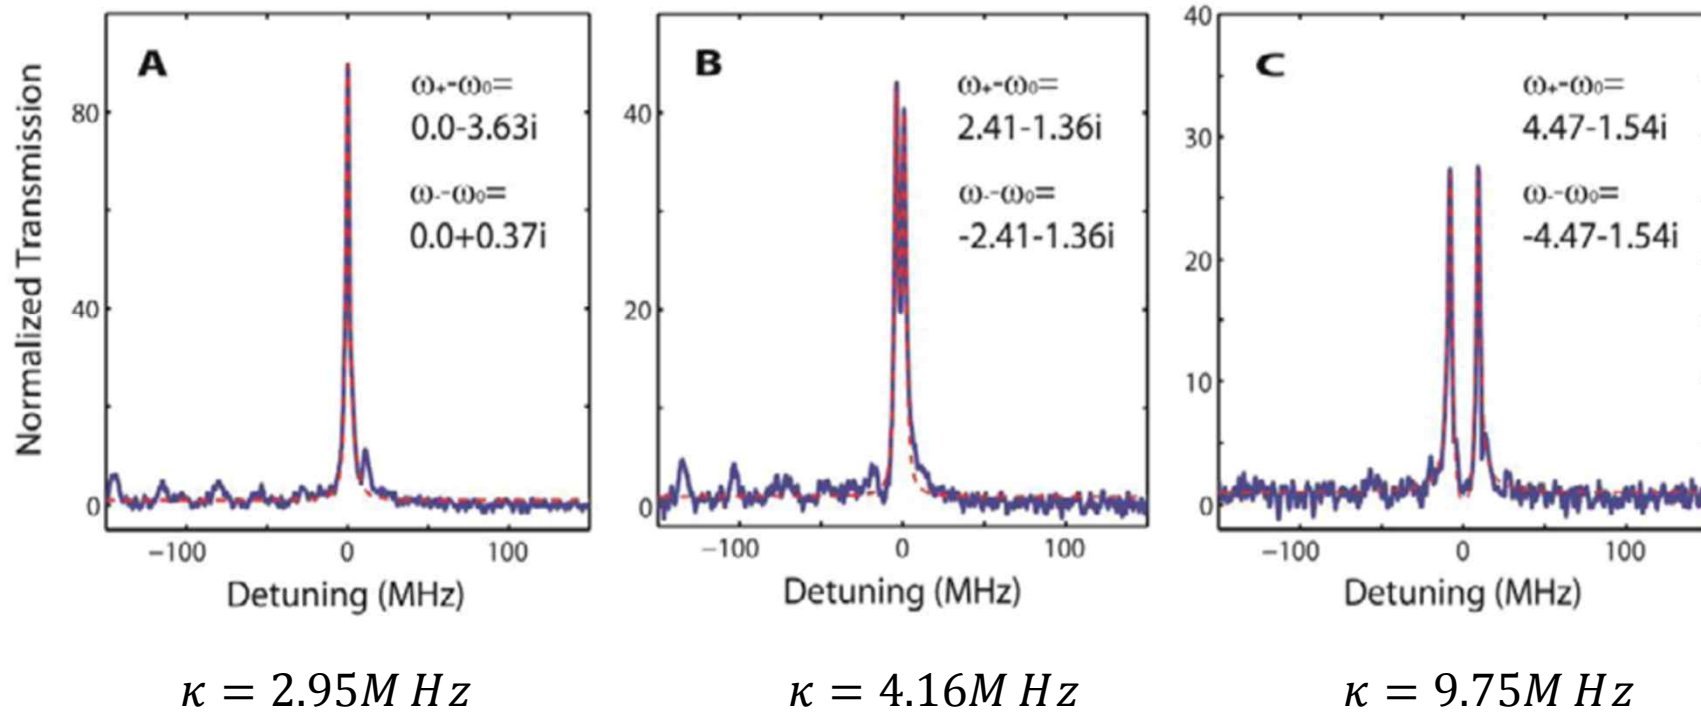 A
ω₊-ω₀=
0.0-3.63i
ω₋-ω₀=
0.0+0.37i
80
40
0
−100 0 100
Normalized Transmission
Detuning (MHz)
κ = 2.95M Hz
B
ω₊-ω₀=
2.41-1.36i
ω₋-ω₀=
-2.41-1.36i
40
20
0
−100 0 100
Detuning (MHz)
κ = 4.16M Hz
C
ω₊-ω₀=
4.47-1.54i
ω₋-ω₀=
-4.47-1.54i
40
30
20
10
0
−100 0 100
Detuning (MHz)
κ = 9.75M Hz